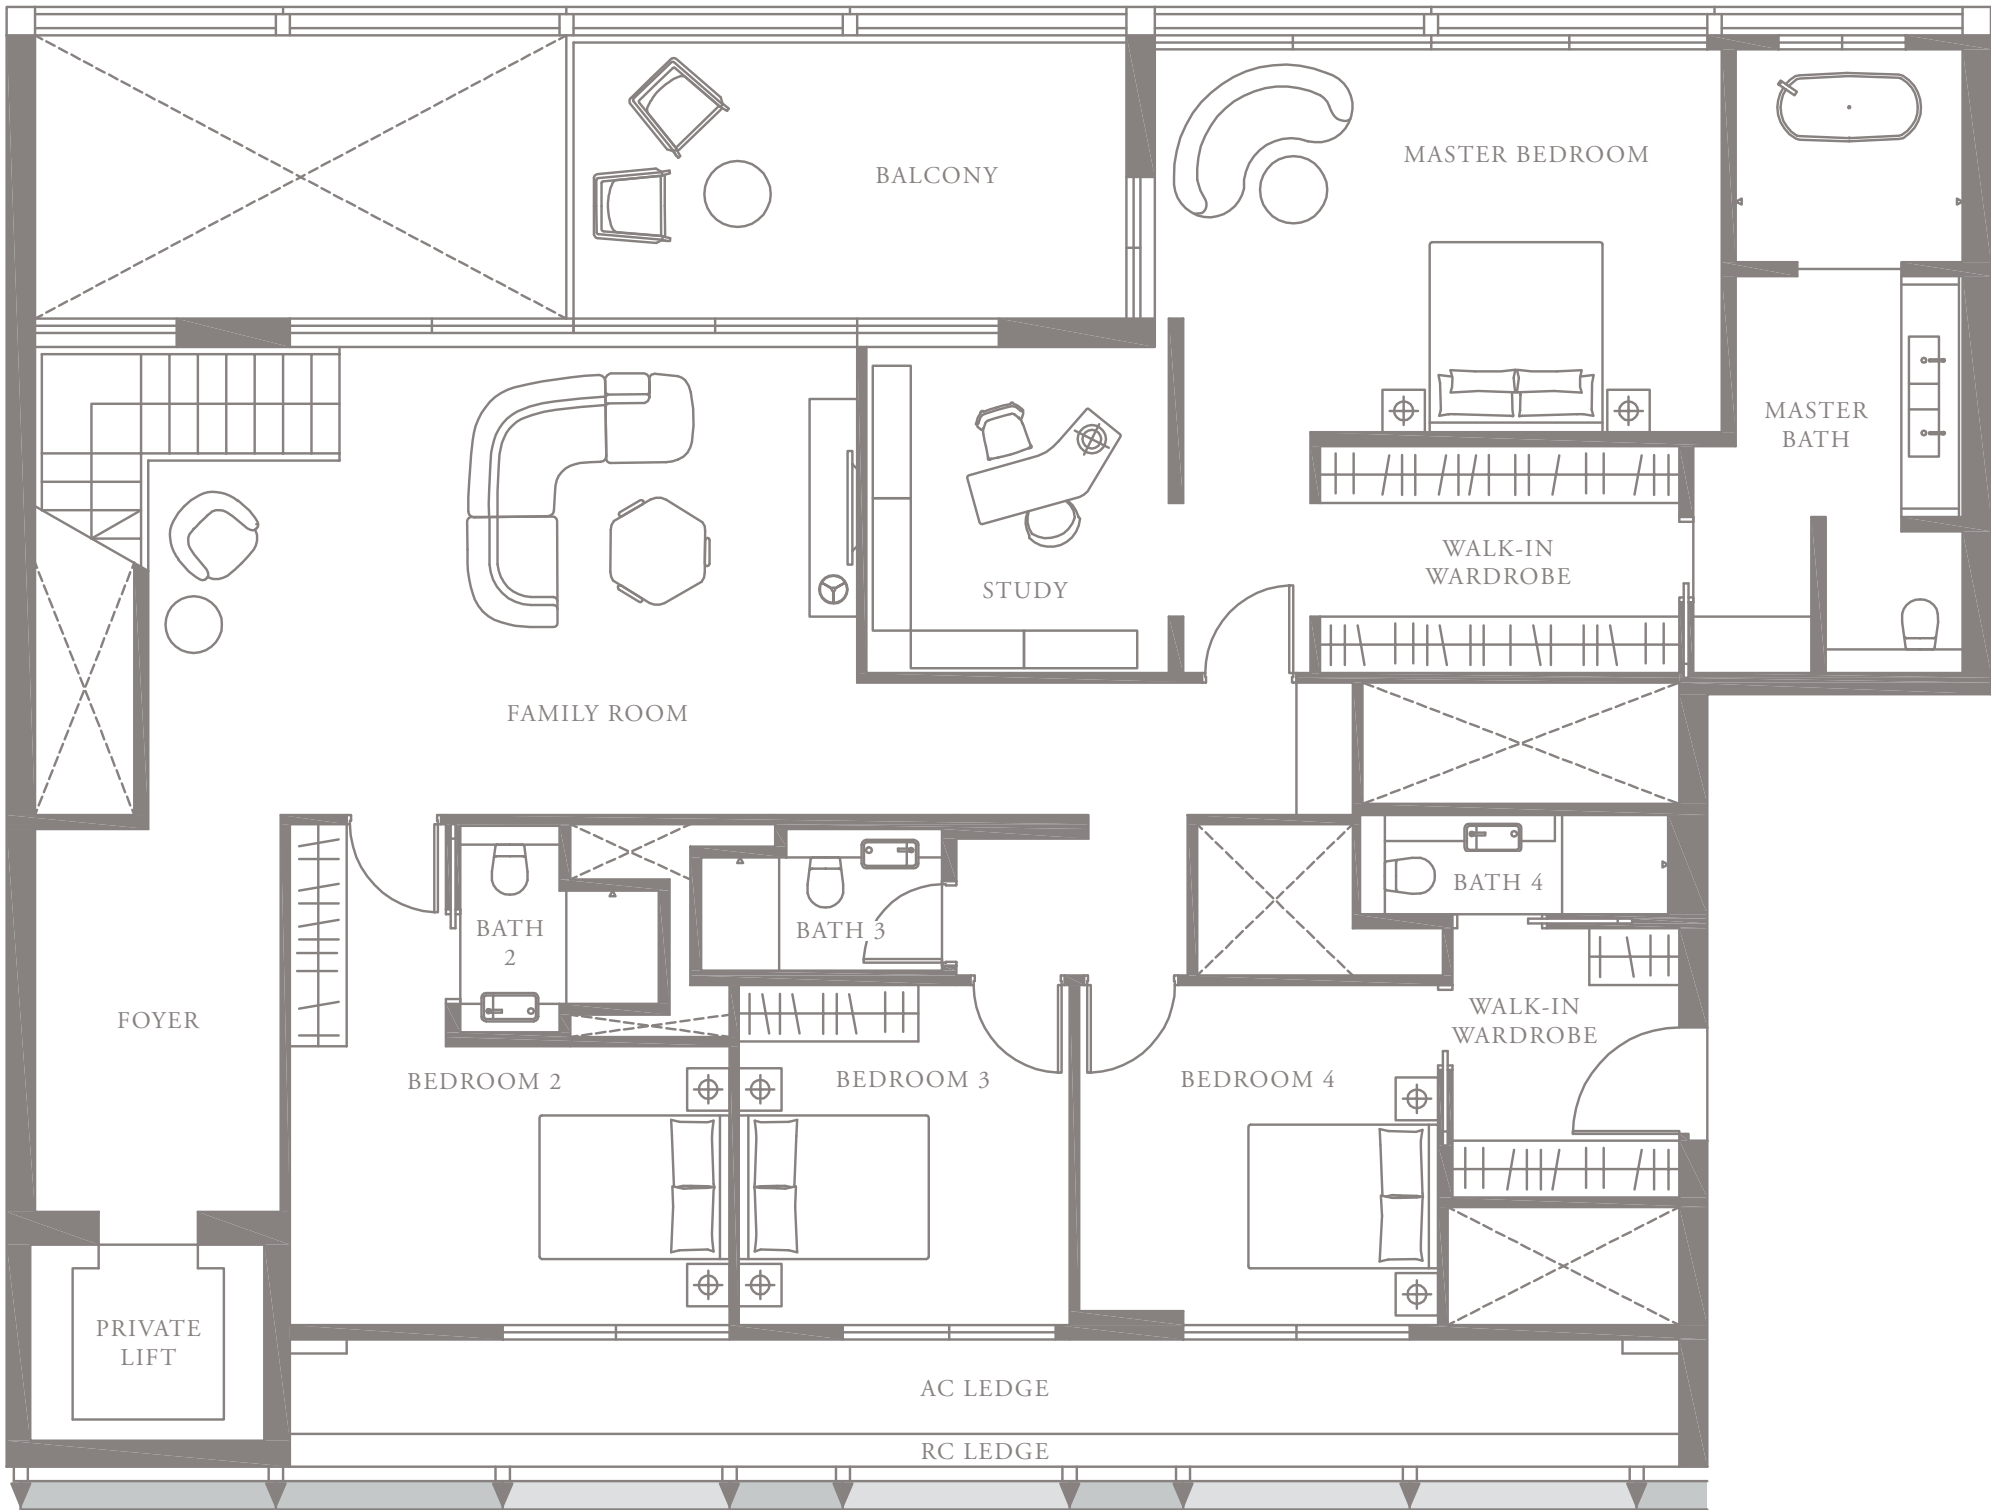 BALCONY
MASTER BEDROOM
MASTER
BATH
WALK-IN
WARDROBE
STUDY
FAMILY ROOM
BATH 4
BATH
2
BATH 3
FOYER
WALK-IN
WARDROBE
BEDROOM 2
BEDROOM 3
BEDROOM 4
PRIVATE
LIFT
AC LEDGE
RC LEDGE